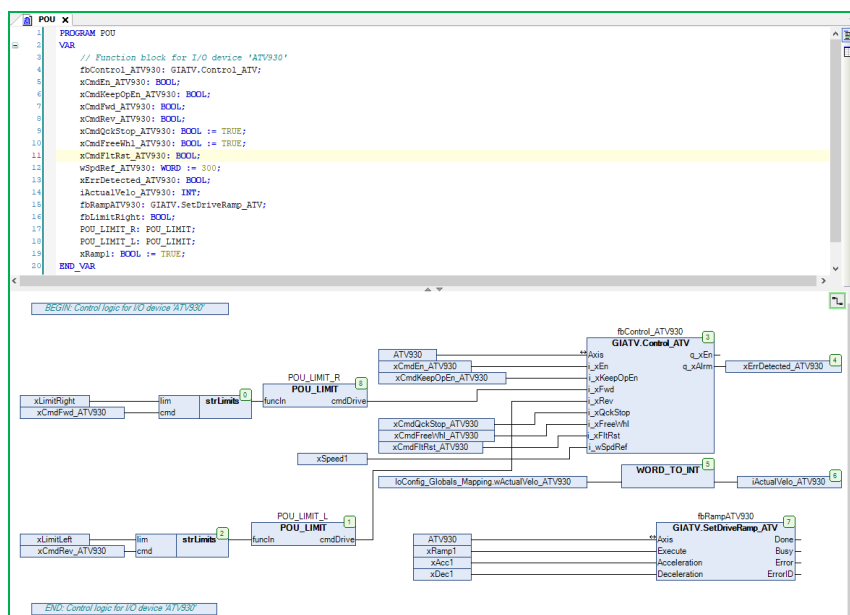 POU
1 PROGRAM POU
2 VAR
3 // Function block for I/O device 'ATV930'
4 fbControl_ATV930: GIATV.Control_ATV;
5 xCmdEn_ATV930: BOOL;
6 xCmdKeepOpEn_ATV930: BOOL;
7 xCmdFwd_ATV930: BOOL;
8 xCmdRev_ATV930: BOOL;
9 xCmdQckStop_ATV930: BOOL := TRUE;
10 xCmdFreeWhl_ATV930: BOOL := TRUE;
11 xCmdFltRst_ATV930: BOOL;
12 wSpdRef_ATV930: WORD := 300;
13 xErrDetected_ATV930: BOOL;
14 iActualVelo_ATV930: INT;
15 fbRampATV930: GIATV.SetDriveRamp_ATV;
16 fbLimitRight: BOOL;
17 POU_LIMIT_R: POU_LIMIT;
18 POU_LIMIT_L: POU_LIMIT;
19 xRamp1: BOOL := TRUE;
20 END_VAR
BEGIN: Control logic for I/O device 'ATV930'
fbControl_ATV930
3
GIATV.Control_ATV
ATV930
Axis
q_xEn
xCmdEn_ATV930
i_xEn
q_xAlrm
xErrDetected_ATV930
4
xCmdKeepOpEn_ATV930
i_xKeepOpEn
i_xFwd
i_xRev
xCmdQckStop_ATV930
i_xQckStop
xCmdFreeWhl_ATV930
i_xFreeWhl
xCmdFltRst_ATV930
i_xFltRst
xSpeed1
i_wSpdRef
POU_LIMIT_R
8
POU_LIMIT
funcIn
cmdDrive
xLimitRight
lim
strLimits
0
xCmdFwd_ATV930
cmd
WORD_TO_INT
5
IoConfig_Globals_Mapping.wActualVelo_ATV930
iActualVelo_ATV930
6
POU_LIMIT_L
1
POU_LIMIT
funcIn
cmdDrive
xLimitLeft
lim
strLimits
2
xCmdRev_ATV930
cmd
fbRampATV930
7
GIATV.SetDriveRamp_ATV
ATV930
Axis
Done
xRamp1
Execute
Busy
xAcc1
Acceleration
Error
xDec1
Deceleration
ErrorID
END: Control logic for I/O device 'ATV930'